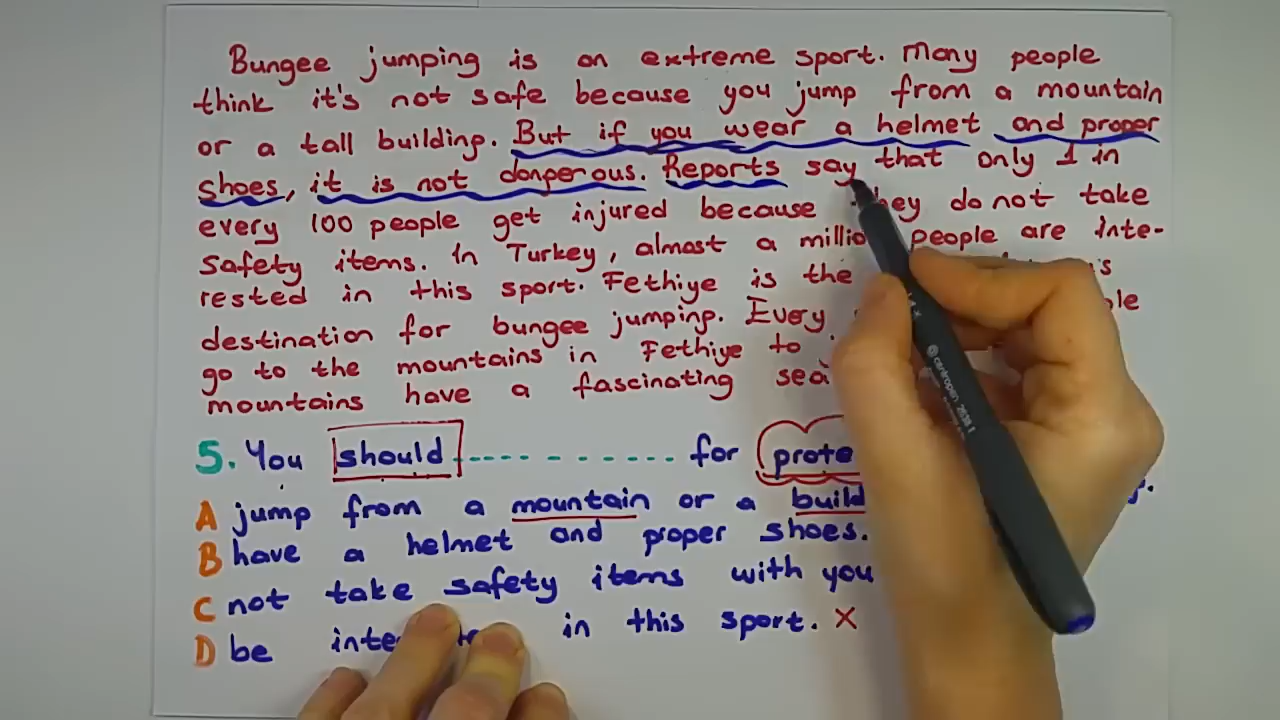 Bungee jumping is an extreme sport. Many people
think it's not safe because you jump from a mountain
or a tall building. But if you wear a helmet and proper
shoes, it is not dangerous. Reports say that only 1 in
every 100 people get injured because they do not take
safety items. In Turkey, almost a million people are inte-
rested in this sport. Fethiye is the
destination for bungee jumping. Every
go to the mountains in Fethiye to
mountains have a fascinating
5. You should ---- - ----- for
A jump from a mountain or a
B have a helmet and proper shoes.
C not take safety items with you
D be in this sport. X
centropen 2631